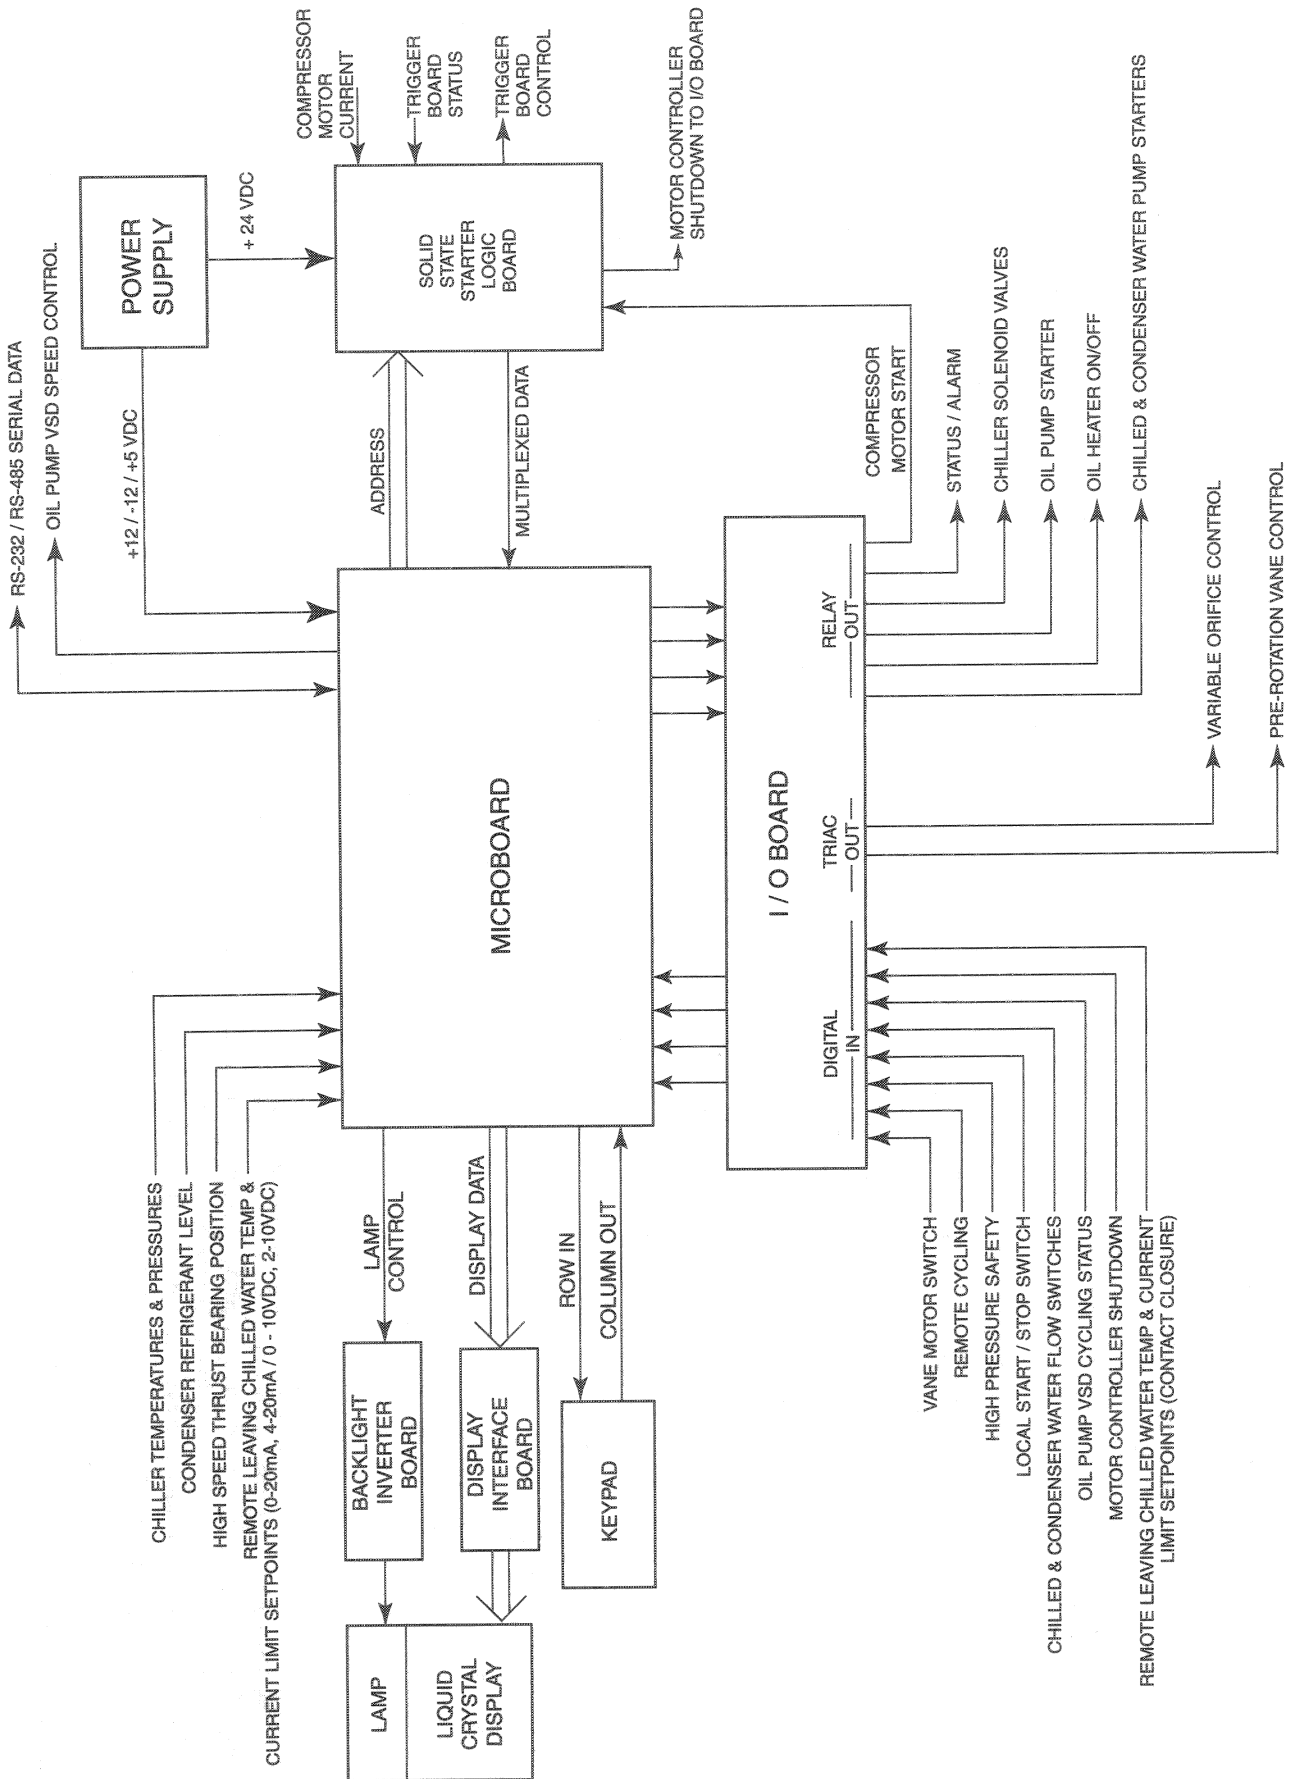 CHILLER TEMPERATURES & PRESSURES
CONDENSER REFRIGERANT LEVEL
HIGH SPEED THRUST BEARING POSITION
REMOTE LEAVING CHILLED WATER TEMP &
CURRENT LIMIT SETPOINTS (0-20mA, 4-20mA / 0 - 10VDC, 2-10VDC)
RS-232 / RS-485 SERIAL DATA
OIL PUMP VSD SPEED CONTROL
+12 / -12 / +5 VDC
POWER
SUPPLY
+ 24 VDC
COMPRESSOR
MOTOR
CURRENT
TRIGGER
BOARD
STATUS
TRIGGER
BOARD
CONTROL
LAMP
LIQUID
CRYSTAL
DISPLAY
BACKLIGHT
INVERTER
BOARD
DISPLAY
INTERFACE
BOARD
KEYPAD
LAMP
CONTROL
DISPLAY DATA
ROW IN
COLUMN OUT
MICROBOARD
ADDRESS
MULTIPLEXED DATA
SOLID
STATE
STARTER
LOGIC
BOARD
MOTOR CONTROLLER
SHUTDOWN TO I/O BOARD
I / O BOARD
DIGITAL
IN
TRIAC
OUT
RELAY
OUT
COMPRESSOR
MOTOR START
STATUS / ALARM
CHILLER SOLENOID VALVES
OIL PUMP STARTER
OIL HEATER ON/OFF
CHILLED & CONDENSER WATER PUMP STARTERS
VARIABLE ORIFICE CONTROL
PRE-ROTATION VANE CONTROL
VANE MOTOR SWITCH
REMOTE CYCLING
HIGH PRESSURE SAFETY
LOCAL START / STOP SWITCH
CHILLED & CONDENSER WATER FLOW SWITCHES
OIL PUMP VSD CYCLING STATUS
MOTOR CONTROLLER SHUTDOWN
REMOTE LEAVING CHILLED WATER TEMP & CURRENT
LIMIT SETPOINTS (CONTACT CLOSURE)